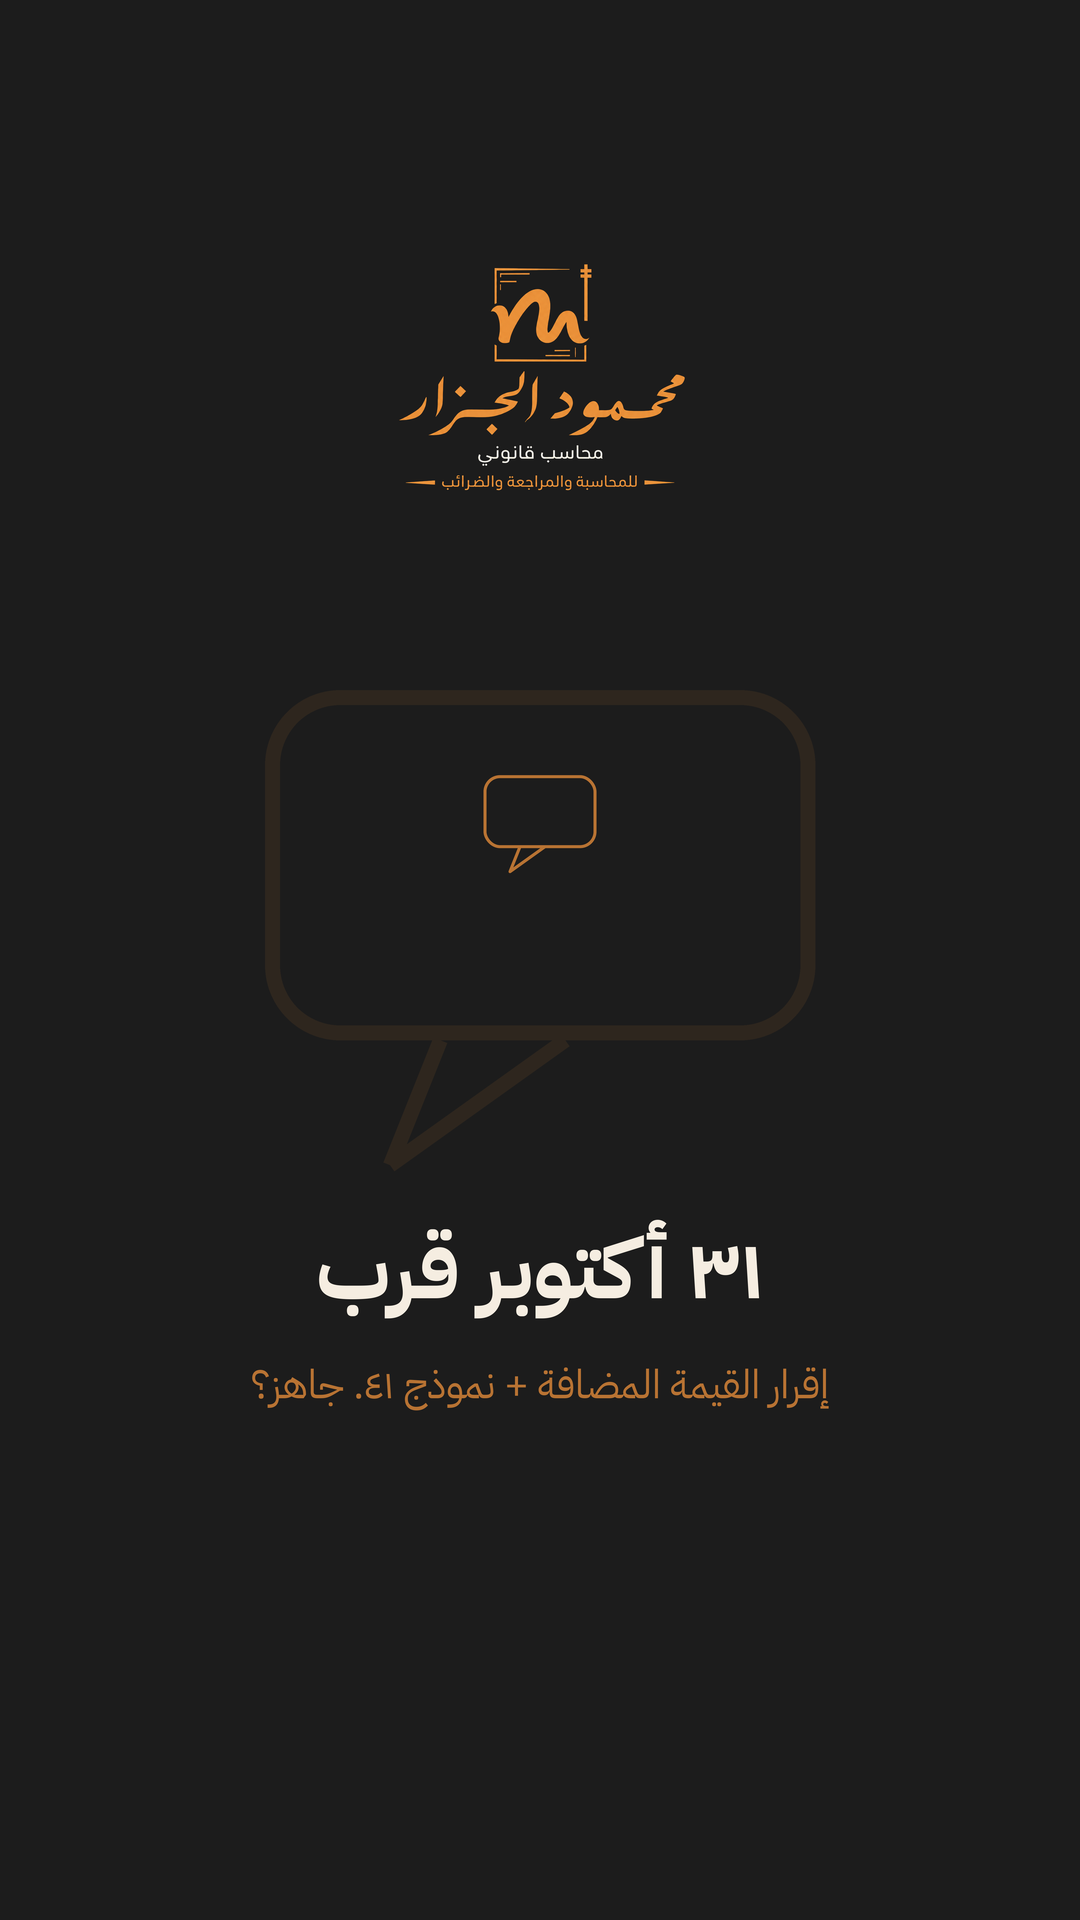 محمود الجزار
محاسب قانوني
للمحاسبة والمراجعة والضرائب
٣١ أكتوبر قرب
إقرار القيمة المضافة + نموذج ٤١. جاهز؟